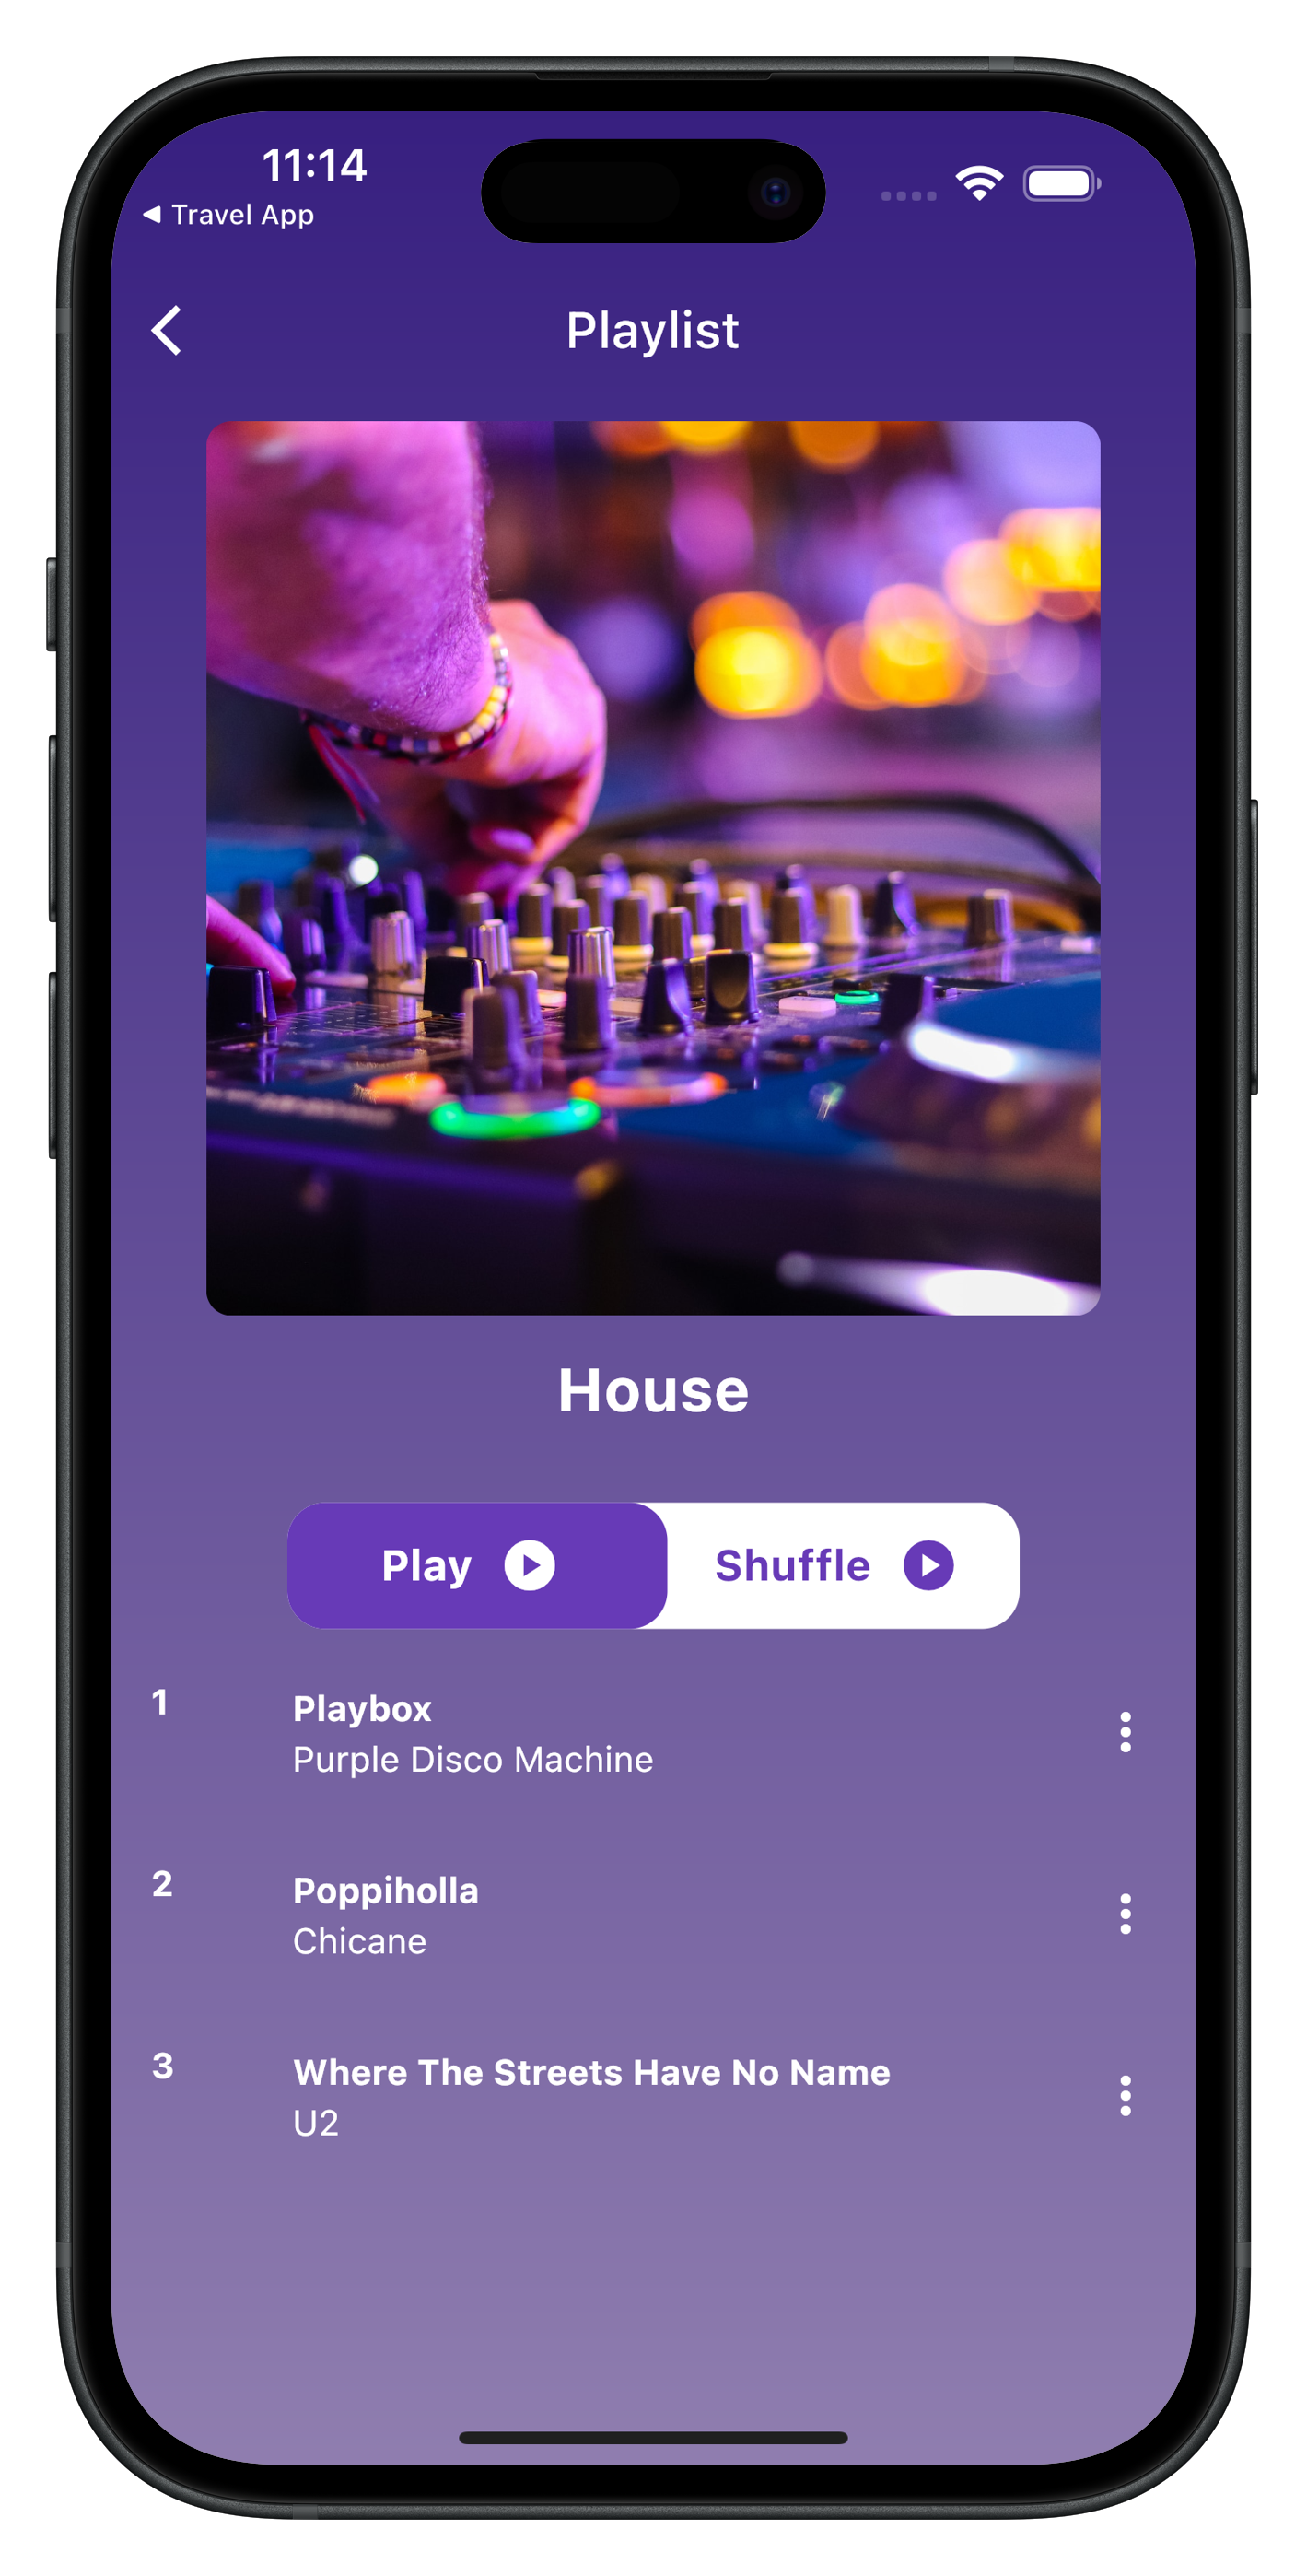 11:14
◀ Travel App
Playlist
House
Play
Shuffle
1
Playbox
Purple Disco Machine
2
Poppiholla
Chicane
3
Where The Streets Have No Name
U2